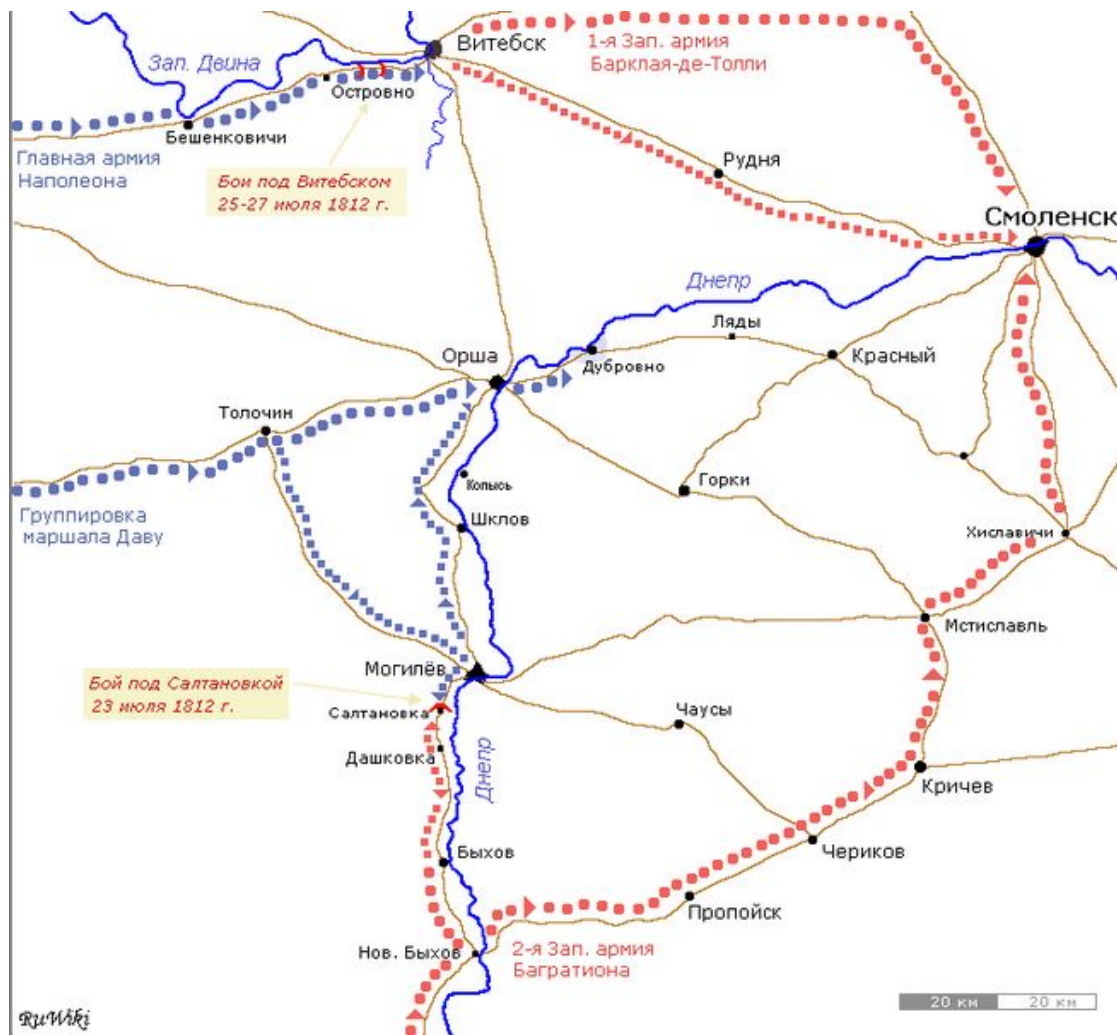 Витебск
1-я Зап. армия
Барклая-де-Толли
Зап. Двина
Островно
Бешенковичи
Главная армия
Наполеона
Бои под Витебском
25-27 июля 1812 г.
Рудня
Смоленск
Днепр
Ляды
Орша
Дубровно
Красный
Толочин
Копысь
Горки
Группировка
маршала Даву
Шклов
Хиславичи
Мстиславль
Могилёв
Бой под Салтановкой
23 июля 1812 г.
Салтановка
Чаусы
Дашковка
Днепр
Кричев
Быхов
Чериков
Пропойск
Нов. Быхов
2-я Зап. армия
Багратиона
20 км
20 км
RuWiki